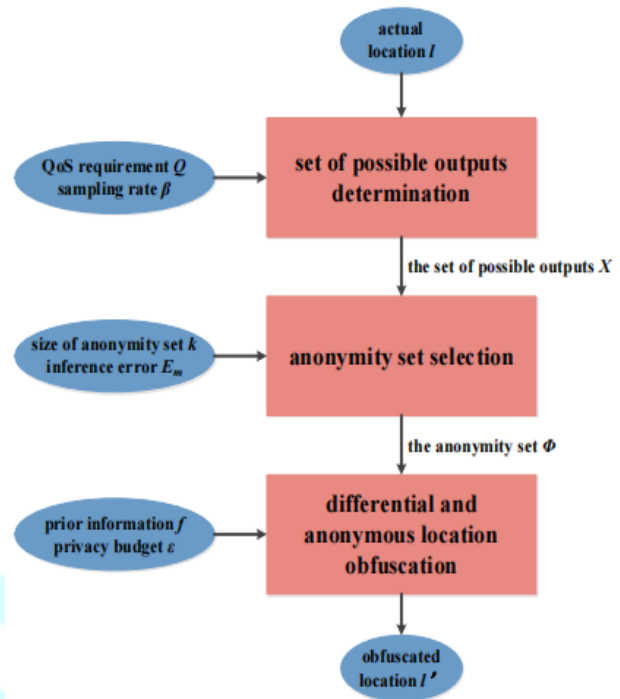 actual
location l
QoS requirement Q
sampling rate β
set of possible outputs
determination
the set of possible outputs X
size of anonymity set k
inference error Eₘ
anonymity set selection
the anonymity set Φ
prior information f
privacy budget ε
differential and
anonymous location
obfuscation
obfuscated
location l′